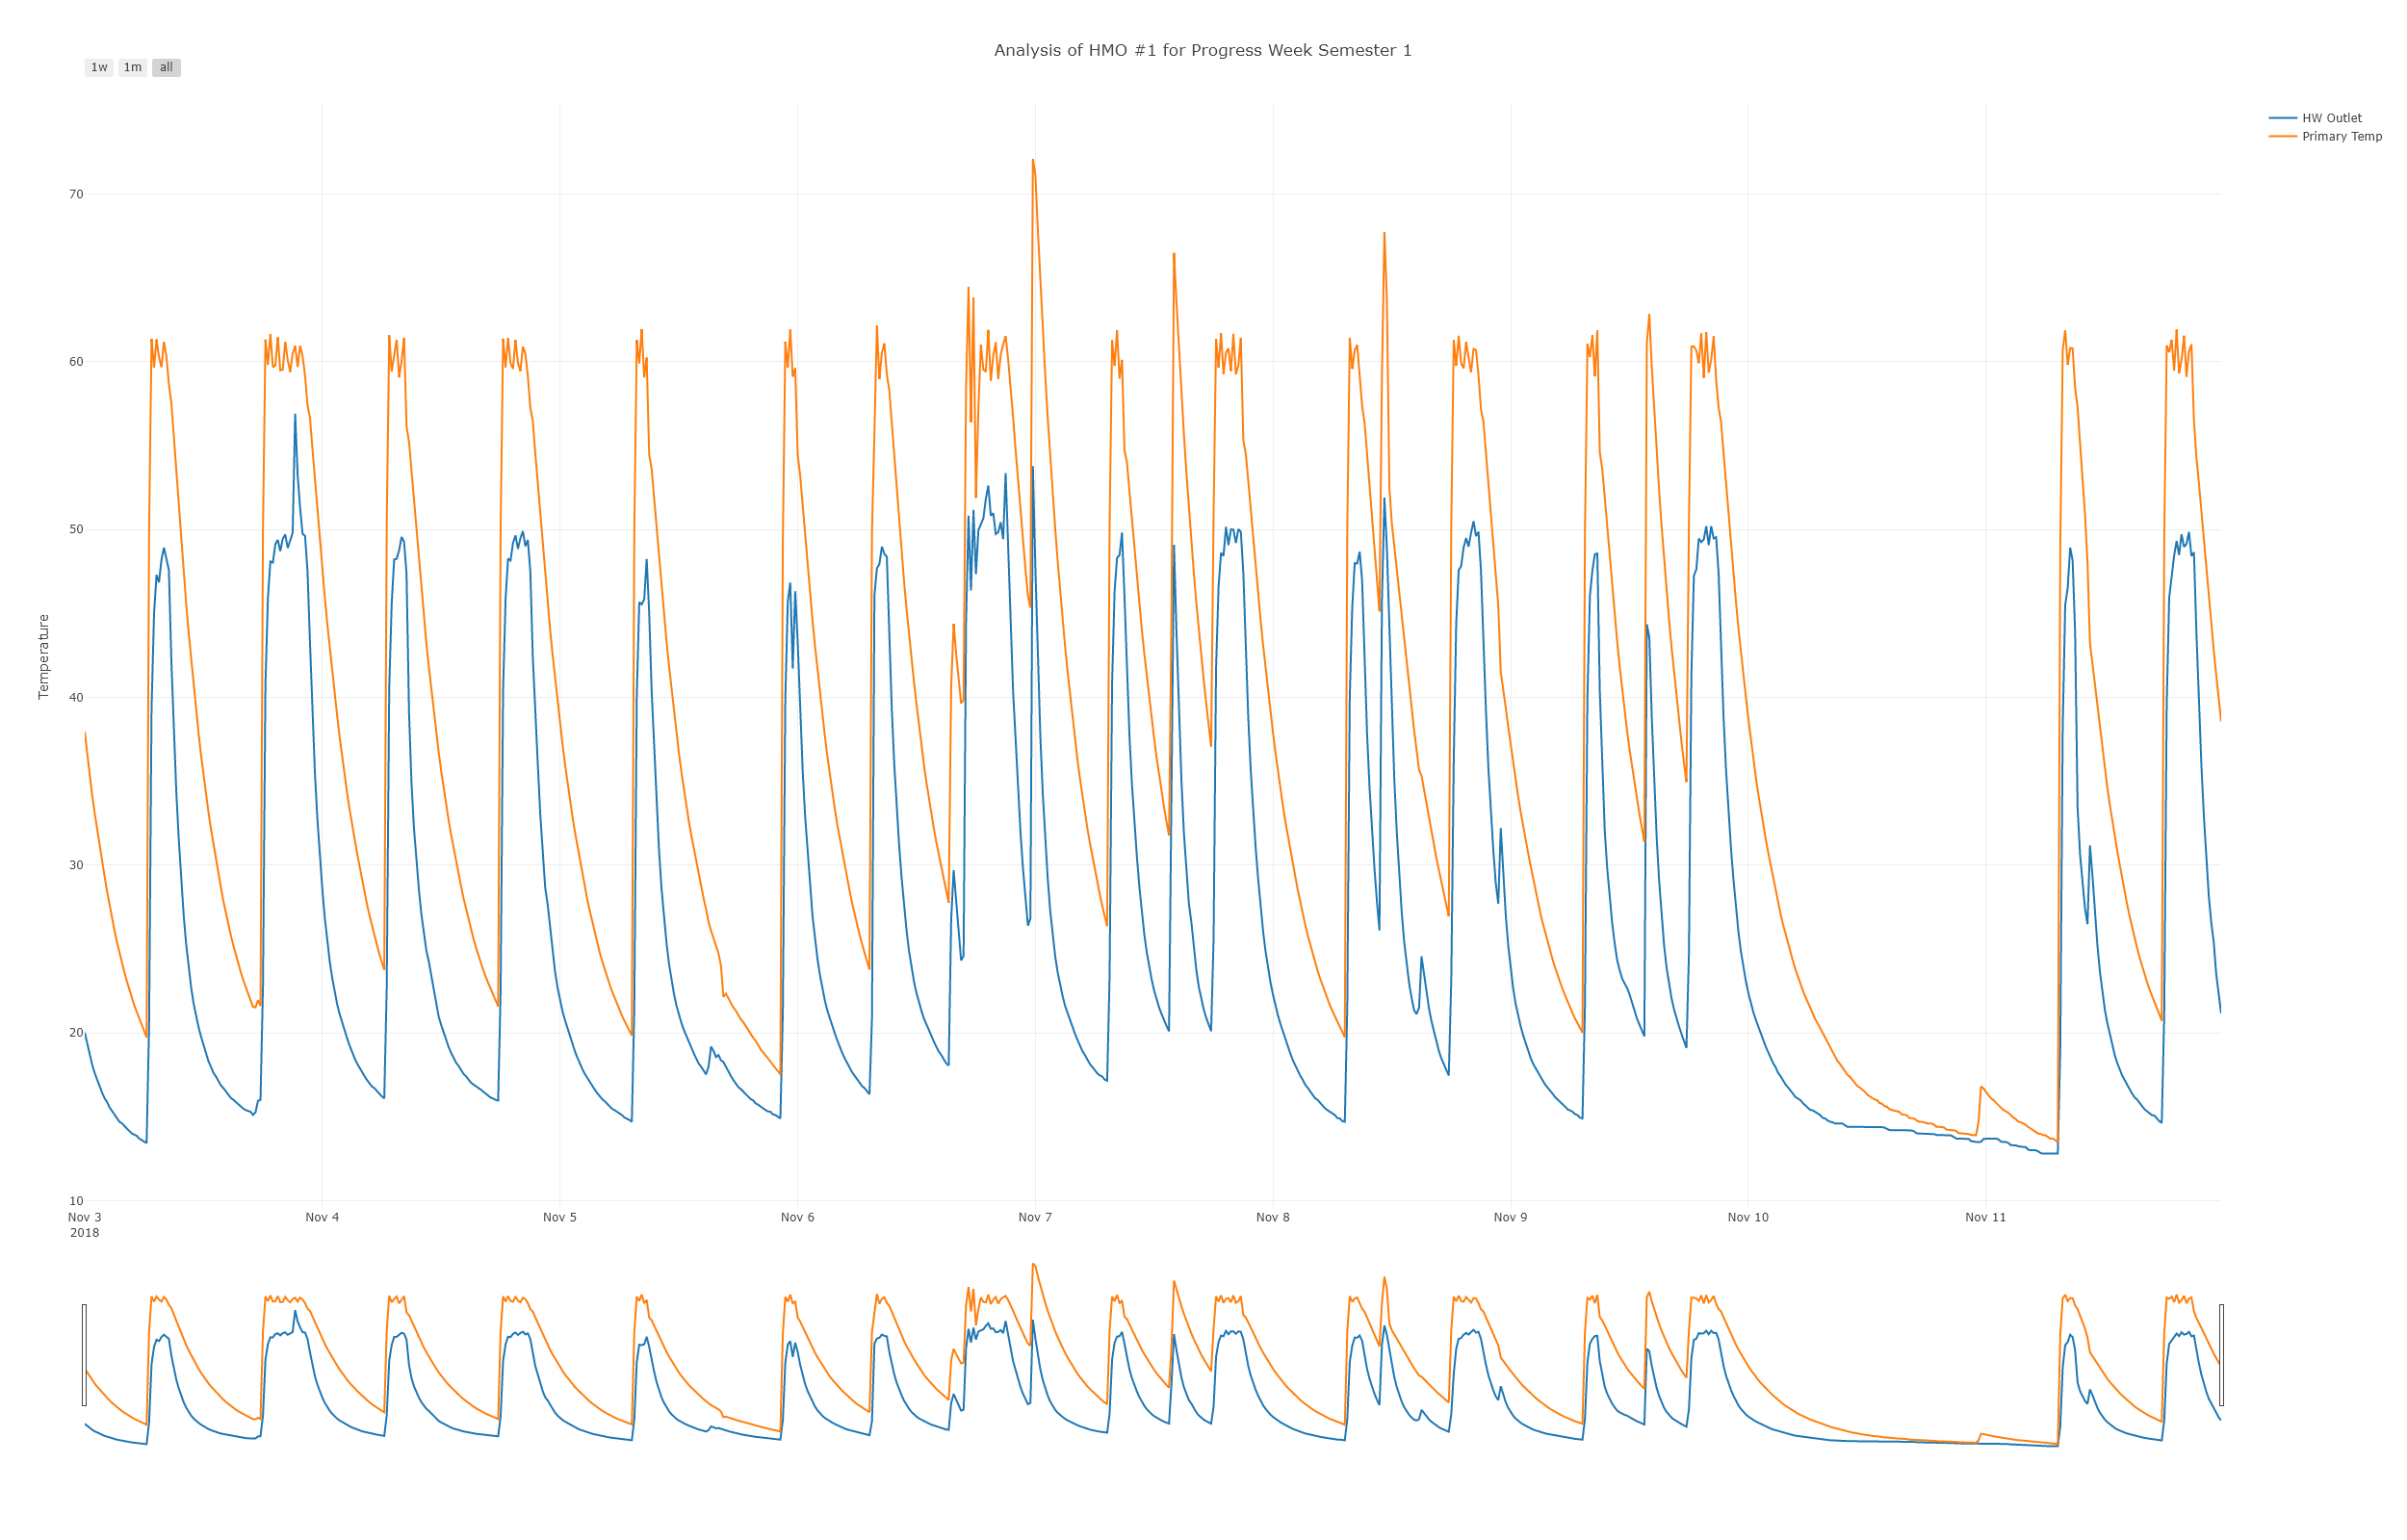 Analysis of HMO #1 for Progress Week Semester 1
1w 1m all
HW Outlet
Primary Temp
Temperature
70
60
50
40
30
20
10
Nov 3 Nov 4 Nov 5 Nov 6 Nov 7 Nov 8 Nov 9 Nov 10 Nov 11
2018